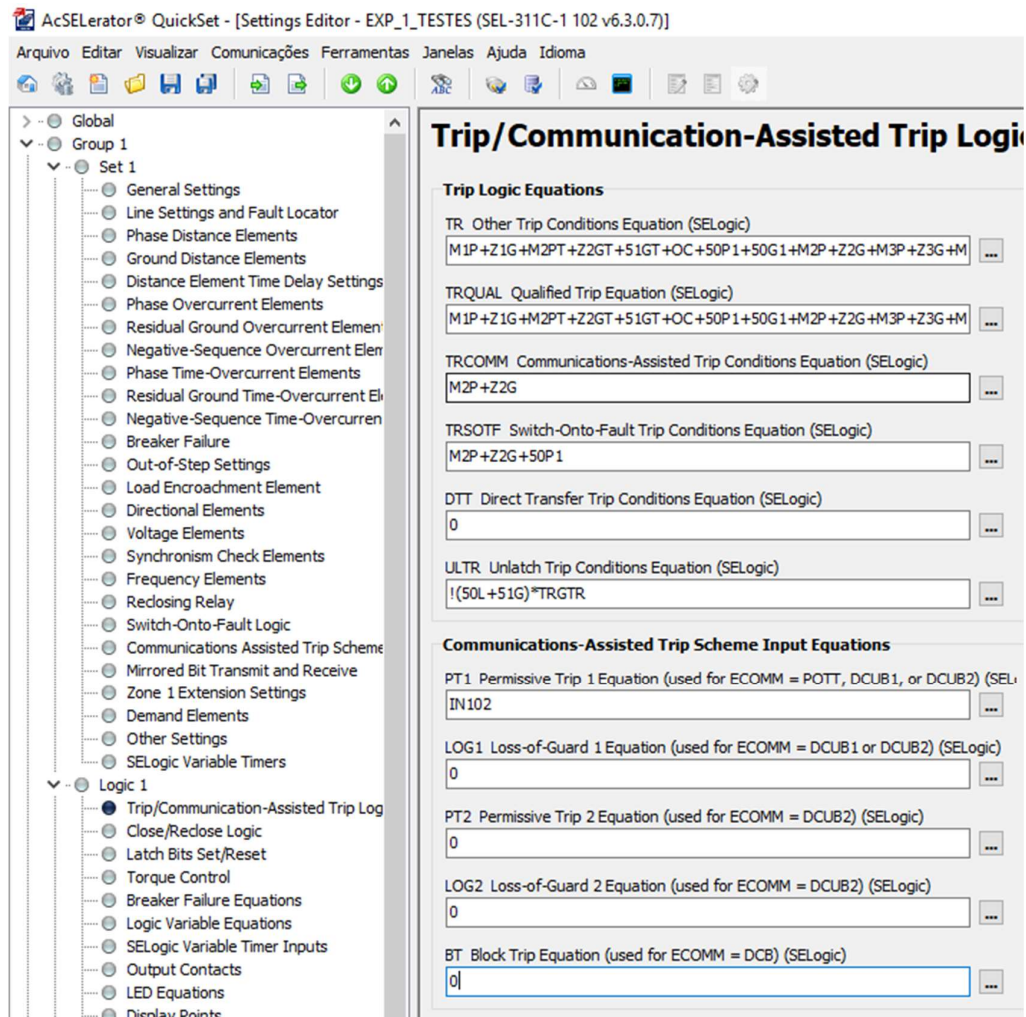 AcSELerator® QuickSet - [Settings Editor - EXP_1_TESTES (SEL-311C-1 102 v6.3.0.7)]
Arquivo Editar Visualizar Comunicações Ferramentas Janelas Ajuda Idioma
Global
Group 1
Set 1
General Settings
Line Settings and Fault Locator
Phase Distance Elements
Ground Distance Elements
Distance Element Time Delay Settings
Phase Overcurrent Elements
Residual Ground Overcurrent Elemen
Negative-Sequence Overcurrent Elem
Phase Time-Overcurrent Elements
Residual Ground Time-Overcurrent El
Negative-Sequence Time-Overcurren
Breaker Failure
Out-of-Step Settings
Load Encroachment Element
Directional Elements
Voltage Elements
Synchronism Check Elements
Frequency Elements
Reclosing Relay
Switch-Onto-Fault Logic
Communications Assisted Trip Scheme
Mirrored Bit Transmit and Receive
Zone 1 Extension Settings
Demand Elements
Other Settings
SELogic Variable Timers
Logic 1
Trip/Communication-Assisted Trip Log
Close/Reclose Logic
Latch Bits Set/Reset
Torque Control
Breaker Failure Equations
Logic Variable Equations
SELogic Variable Timer Inputs
Output Contacts
LED Equations
Display Points
Trip/Communication-Assisted Trip Logi
Trip Logic Equations
TR Other Trip Conditions Equation (SELogic)
M1P+Z1G+M2PT+Z2GT+51GT+OC+50P1+50G1+M2P+Z2G+M3P+Z3G+M
...
TRQUAL Qualified Trip Equation (SELogic)
M1P+Z1G+M2PT+Z2GT+51GT+OC+50P1+50G1+M2P+Z2G+M3P+Z3G+M
...
TRCOMM Communications-Assisted Trip Conditions Equation (SELogic)
M2P+Z2G
...
TRSOTF Switch-Onto-Fault Trip Conditions Equation (SELogic)
M2P+Z2G+50P1
...
DTT Direct Transfer Trip Conditions Equation (SELogic)
0
...
ULTR Unlatch Trip Conditions Equation (SELogic)
!(50L+51G)*TRGTR
...
Communications-Assisted Trip Scheme Input Equations
PT1 Permissive Trip 1 Equation (used for ECOMM = POTT, DCUB1, or DCUB2) (SEL
IN102
...
LOG1 Loss-of-Guard 1 Equation (used for ECOMM = DCUB1 or DCUB2) (SELogic)
0
...
PT2 Permissive Trip 2 Equation (used for ECOMM = DCUB2) (SELogic)
0
...
LOG2 Loss-of-Guard 2 Equation (used for ECOMM = DCUB2) (SELogic)
0
...
BT Block Trip Equation (used for ECOMM = DCB) (SELogic)
0
...